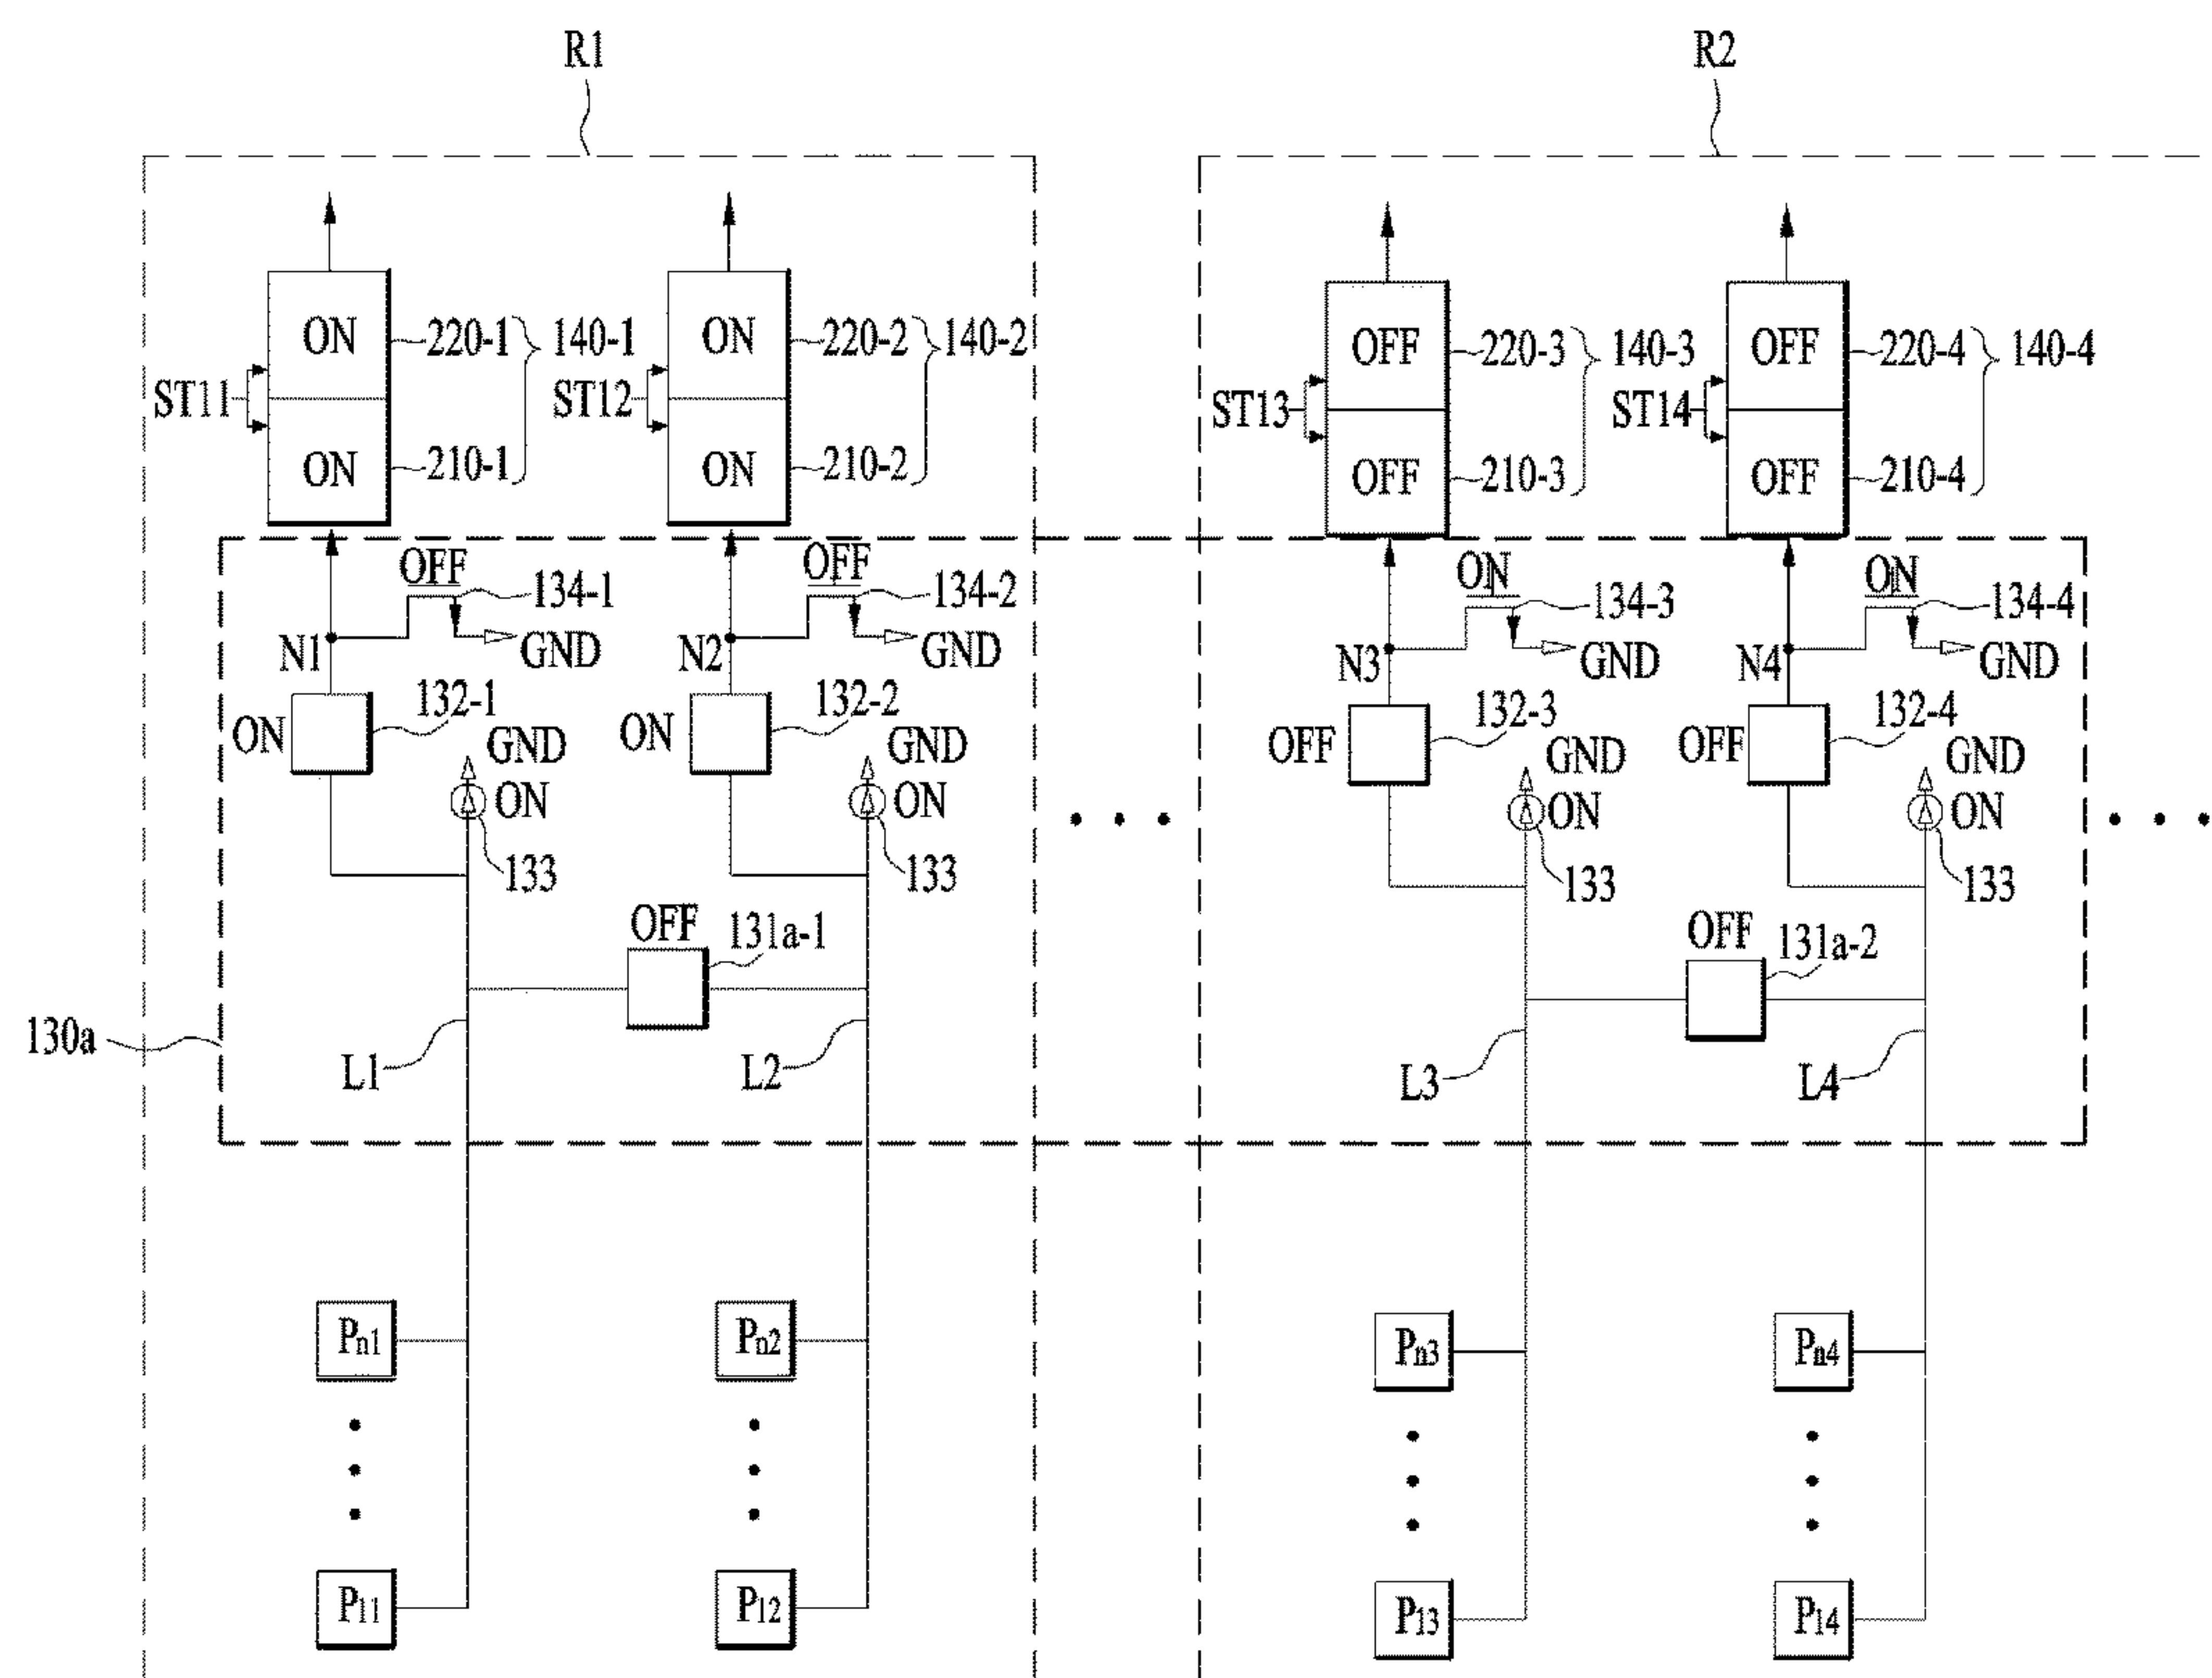 R1 R2
ON 220-1 140-1 ON 220-2 140-2 OFF 220-3 140-3 OFF 220-4 140-4
ST11 ST12 ST13 ST14
ON 210-1 ON 210-2 OFF 210-3 OFF 210-4
OFF OFF ON ON
134-1 134-2 134-3 134-4
N1 GND N2 GND N3 GND N4 GND
132-1 132-2 132-3 132-4
ON GND ON GND OFF GND OFF GND
ON ON ON ON
133 133 133 133
OFF 131a-1 OFF 131a-2
130a
L1 L2 L3 L4
Pn1 Pn2 Pn3 Pn4
P11 P12 P13 P14